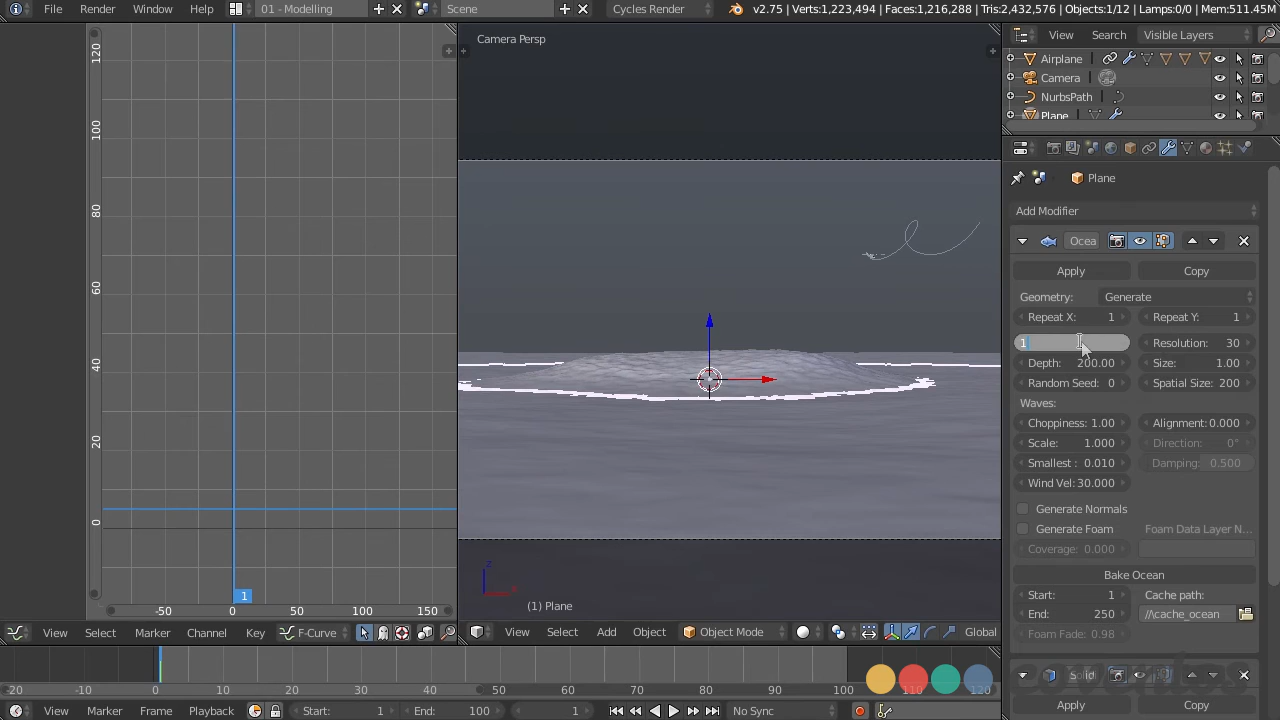 File Render Window Help 01 - Modelling Scene Cycles Render v2.75 | Verts:1,223,494 | Faces:1,216,288 | Tris:2,432,576 | Objects:1/12 | Lamps:0/0 | Mem:511.45M
View Search Visible Layers
Camera Persp
Airplane
Camera
NurbsPath
Plane
120
100
80
60
40
20
0
Plane
Add Modifier
Ocea
Apply Copy
Geometry: Generate
Repeat X: 1 Repeat Y: 1
1 Resolution: 30
Depth: 200.00 Size: 1.00
Random Seed: 0 Spatial Size: 200
Waves:
Choppiness: 1.00 Alignment: 0.000
Scale: 1.000 Direction: 0°
Smallest : 0.010 Damping: 0.500
Wind Vel: 30.000
Generate Normals
Generate Foam Foam Data Layer N...
Coverage: 0.000
Bake Ocean
Start: 1 Cache path:
End: 250 //cache_ocean
Foam Fade: 0.98
Solid
Apply Copy
z
(1) Plane
1
-50 0 50 100 150
View Select Marker Channel Key F-Curve
View Select Add Object Object Mode Global
-20 -10 0 10 20 30 40 50 60 70 80 90 100 110 120
View Marker Frame Playback Start: 1 End: 100 1 No Sync